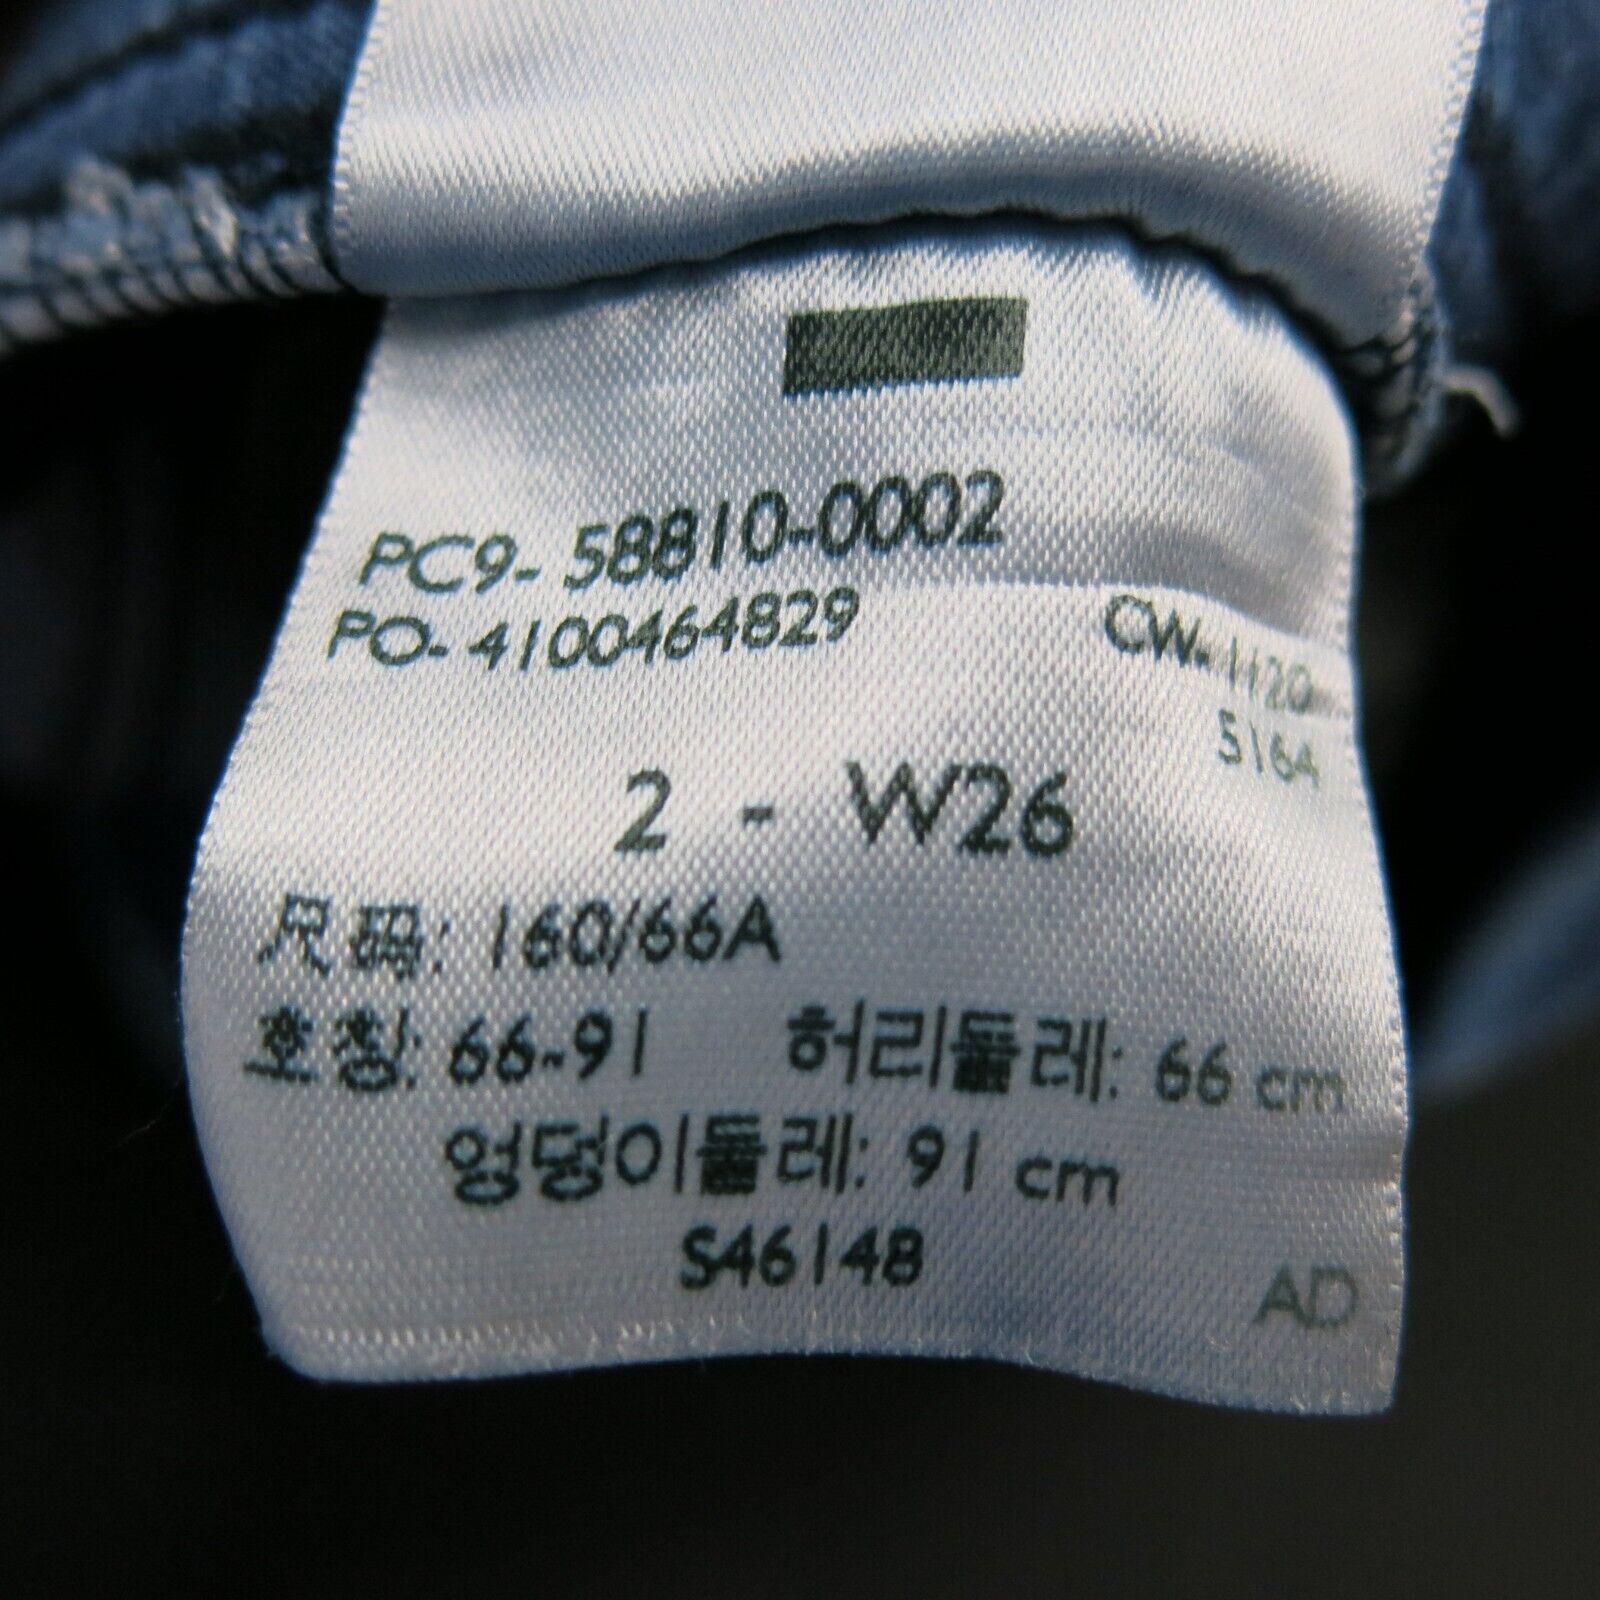 PC9-58810-0002
PO-4100464829
CW-1120
5164
2 - W26
尺码: 160/66A
호칭: 66-91 허리둘레: 66 cm
엉덩이둘레: 91 cm
S46148
AD